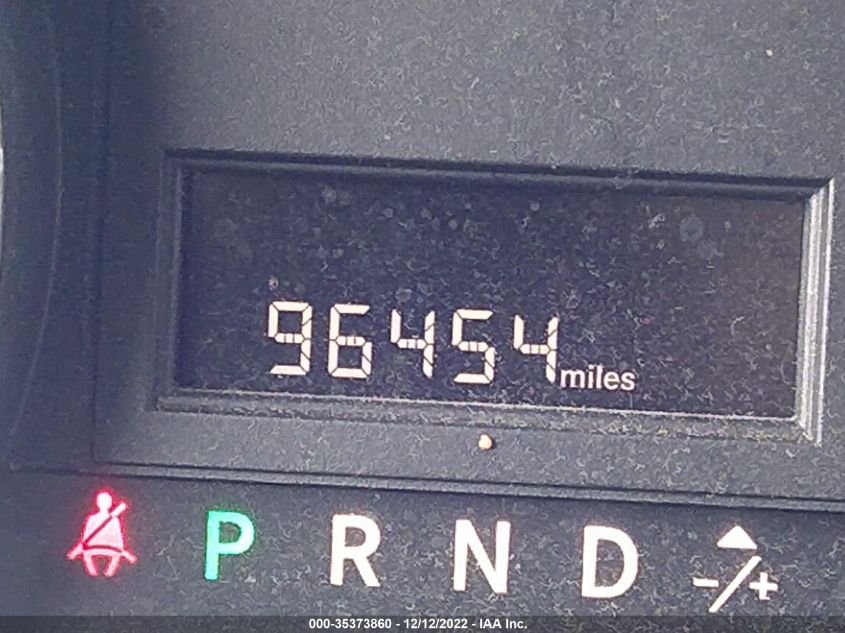 96454 miles
P R N D -/+
000-35373860 - 12/12/2022 - IAA Inc.